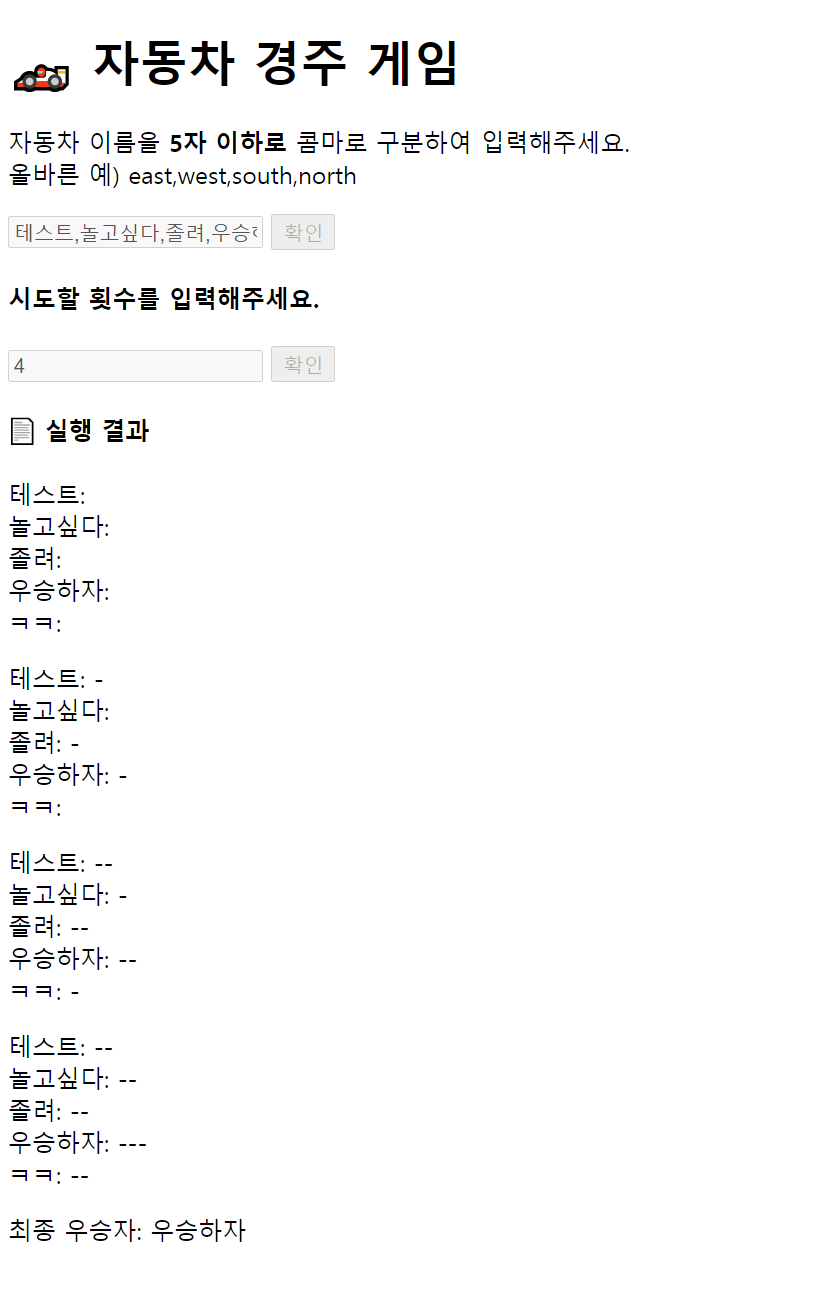 자동차 경주 게임
자동차 이름을 5자 이하로 콤마로 구분하여 입력해주세요.
올바른 예) east,west,south,north
테스트,놀고싶다,졸려,우승 확인
시도할 횟수를 입력해주세요.
4 확인
실행 결과
테스트:
놀고싶다:
졸려:
우승하자:
ㅋㅋ:
테스트: -
놀고싶다:
졸려: -
우승하자: -
ㅋㅋ:
테스트: --
놀고싶다: -
졸려: --
우승하자: --
ㅋㅋ: -
테스트: --
놀고싶다: --
졸려: --
우승하자: ---
ㅋㅋ: --
최종 우승자: 우승하자